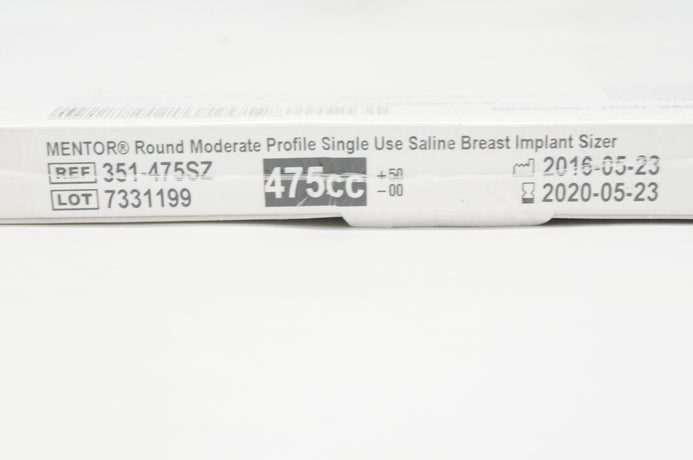 MENTOR® Round Moderate Profile Single Use Saline Breast Implant Sizer
REF 351-475SZ 475cc +50 -00 2016-05-23
LOT 7331199 2020-05-23